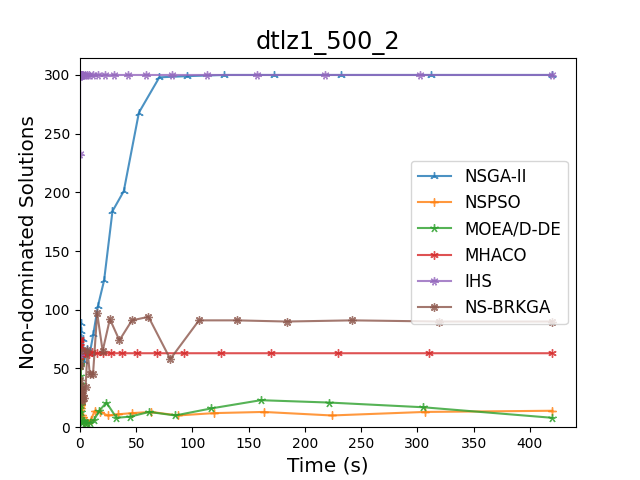 dtlz1_500_2
Non-dominated Solutions
300
250
200
150
100
50
0
NSGA-II
NSPSO
MOEA/D-DE
MHACO
IHS
NS-BRKGA
0 50 100 150 200 250 300 350 400
Time (s)